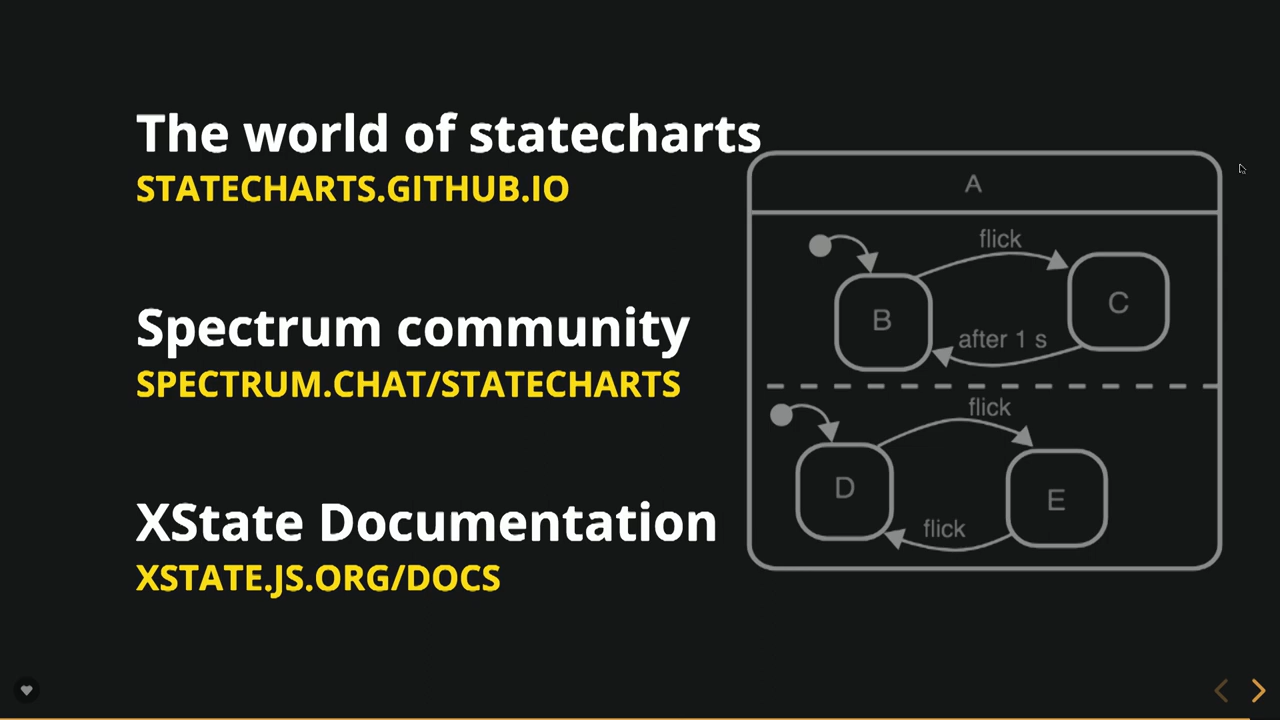 The world of statecharts
STATECHARTS.GITHUB.IO
Spectrum community
SPECTRUM.CHAT/STATECHARTS
XState Documentation
XSTATE.JS.ORG/DOCS
A
flick
B
C
after 1 s
flick
D
E
flick